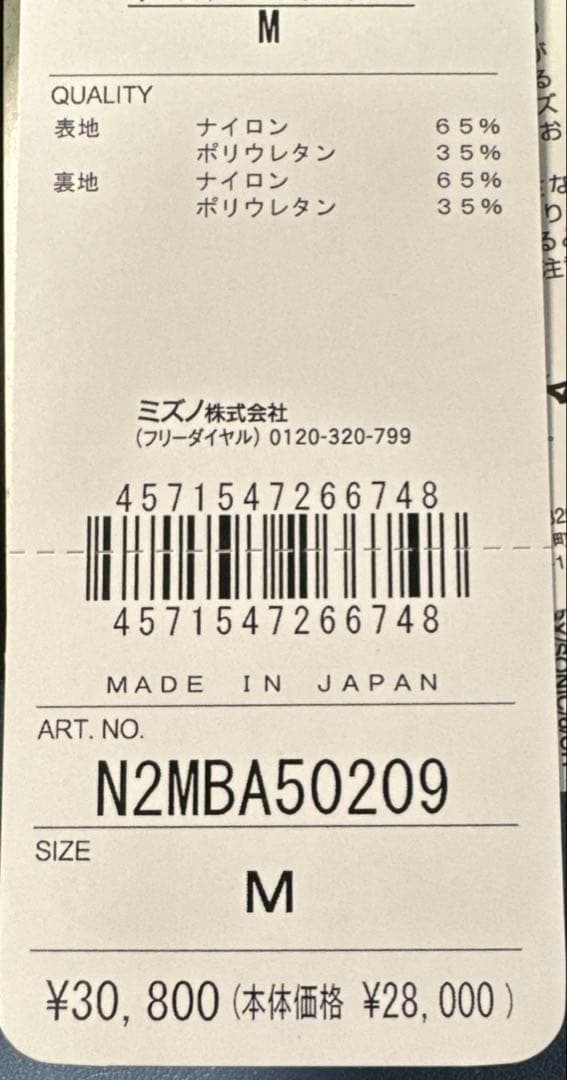 M
QUALITY
表地 ナイロン 65%
ポリウレタン 35%
裏地 ナイロン 65%
ポリウレタン 35%
ミズノ株式会社
(フリーダイヤル) 0120-320-799
4571547266748
4571547266748
MADE IN JAPAN
ART. NO.
N2MBA50209
SIZE
M
¥30,800(本体価格 ¥28,000)